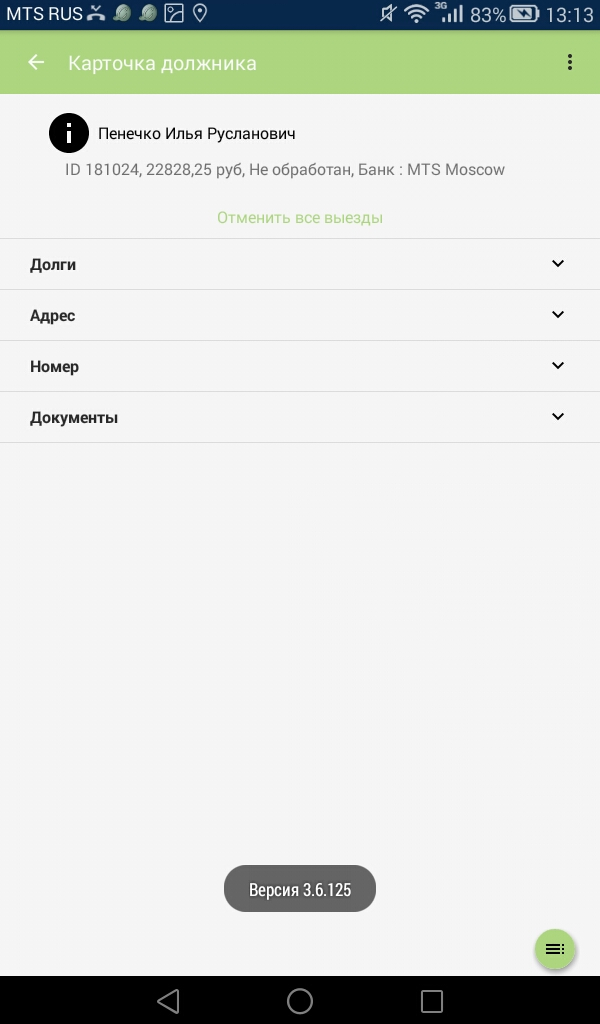 MTS RUS 3G 83% 13:13
Карточка должника
Пенечко Илья Русланович
ID 181024, 22828,25 руб, Не обработан, Банк : MTS Moscow
Отменить все выезды
Долги
Адрес
Номер
Документы
Версия 3.6.125